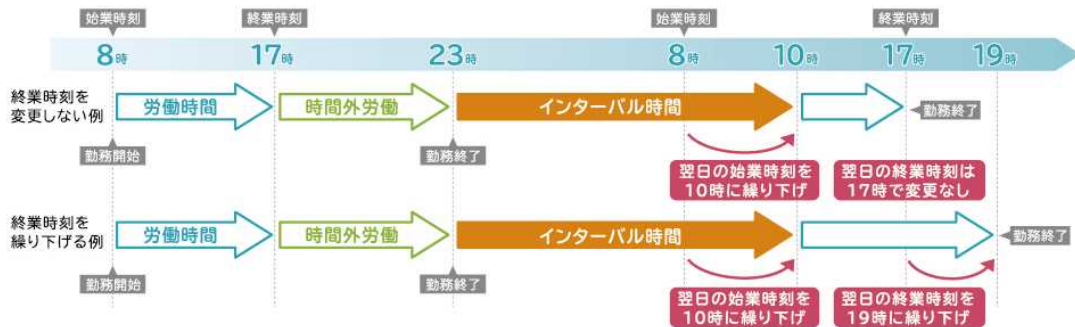 始業時刻 終業時刻 始業時刻 終業時刻
8時 17時 23時 8時 10時 17時 19時
終業時刻を
変更しない例
労働時間 時間外労働 インターバル時間
勤務終了
勤務開始 勤務終了
翌日の始業時刻を
10時に繰り下げ
翌日の終業時刻は
17時で変更なし
終業時刻を
繰り下げる例
労働時間 時間外労働 インターバル時間
勤務終了
勤務開始 勤務終了
翌日の始業時刻を
10時に繰り下げ
翌日の終業時刻を
19時に繰り下げ